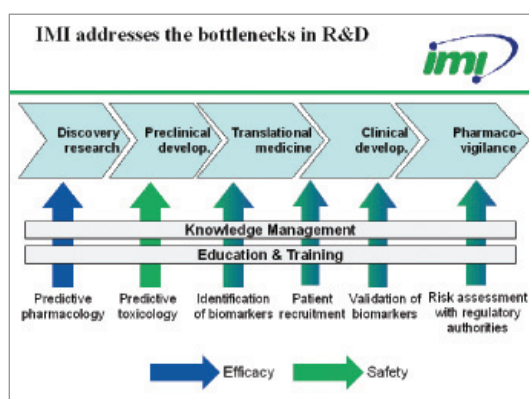 IMI addresses the bottlenecks in R&D
imi
Discovery
research
Preclinical
develop.
Translational
medicine
Clinical
develop.
Pharmaco-
vigilance
Knowledge Management
Education & Training
Predictive
pharmacology
Predictive
toxicology
Identification
of biomarkers
Patient
recruitment
Validation of
biomarkers
Risk assessment
with regulatory
authorities
Efficacy
Safety